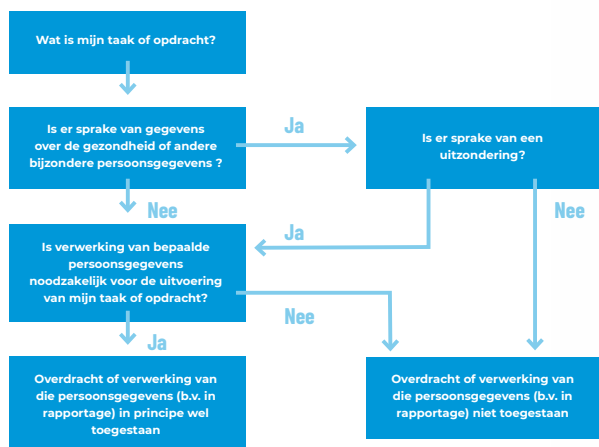 Wat is mijn taak of opdracht?
Is er sprake van gegevens
over de gezondheid of andere
bijzondere persoonsgegevens ?
Ja
Is er sprake van een
uitzondering?
Nee
Nee
Ja
Is verwerking van bepaalde
persoonsgegevens
noodzakelijk voor de uitvoering
van mijn taak of opdracht?
Nee
Ja
Overdracht of verwerking van
die persoonsgegevens (b.v. in
rapportage) in principe wel
toegestaan
Overdracht of verwerking van
die persoonsgegevens (b.v. in
rapportage) niet toegestaan